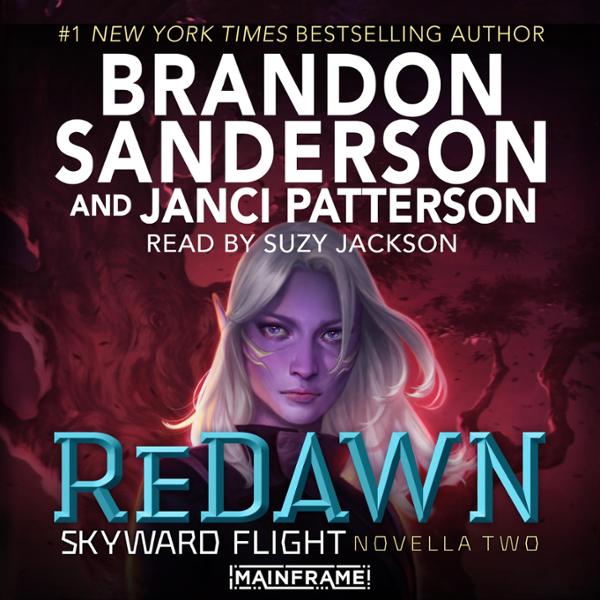 #1 NEW YORK TIMES BESTSELLING AUTHOR
BRANDON
SANDERSON
AND JANCI PATTERSON
READ BY SUZY JACKSON
REDAWN
SKYWARD FLIGHT NOVELLA TWO
MAINFRAME